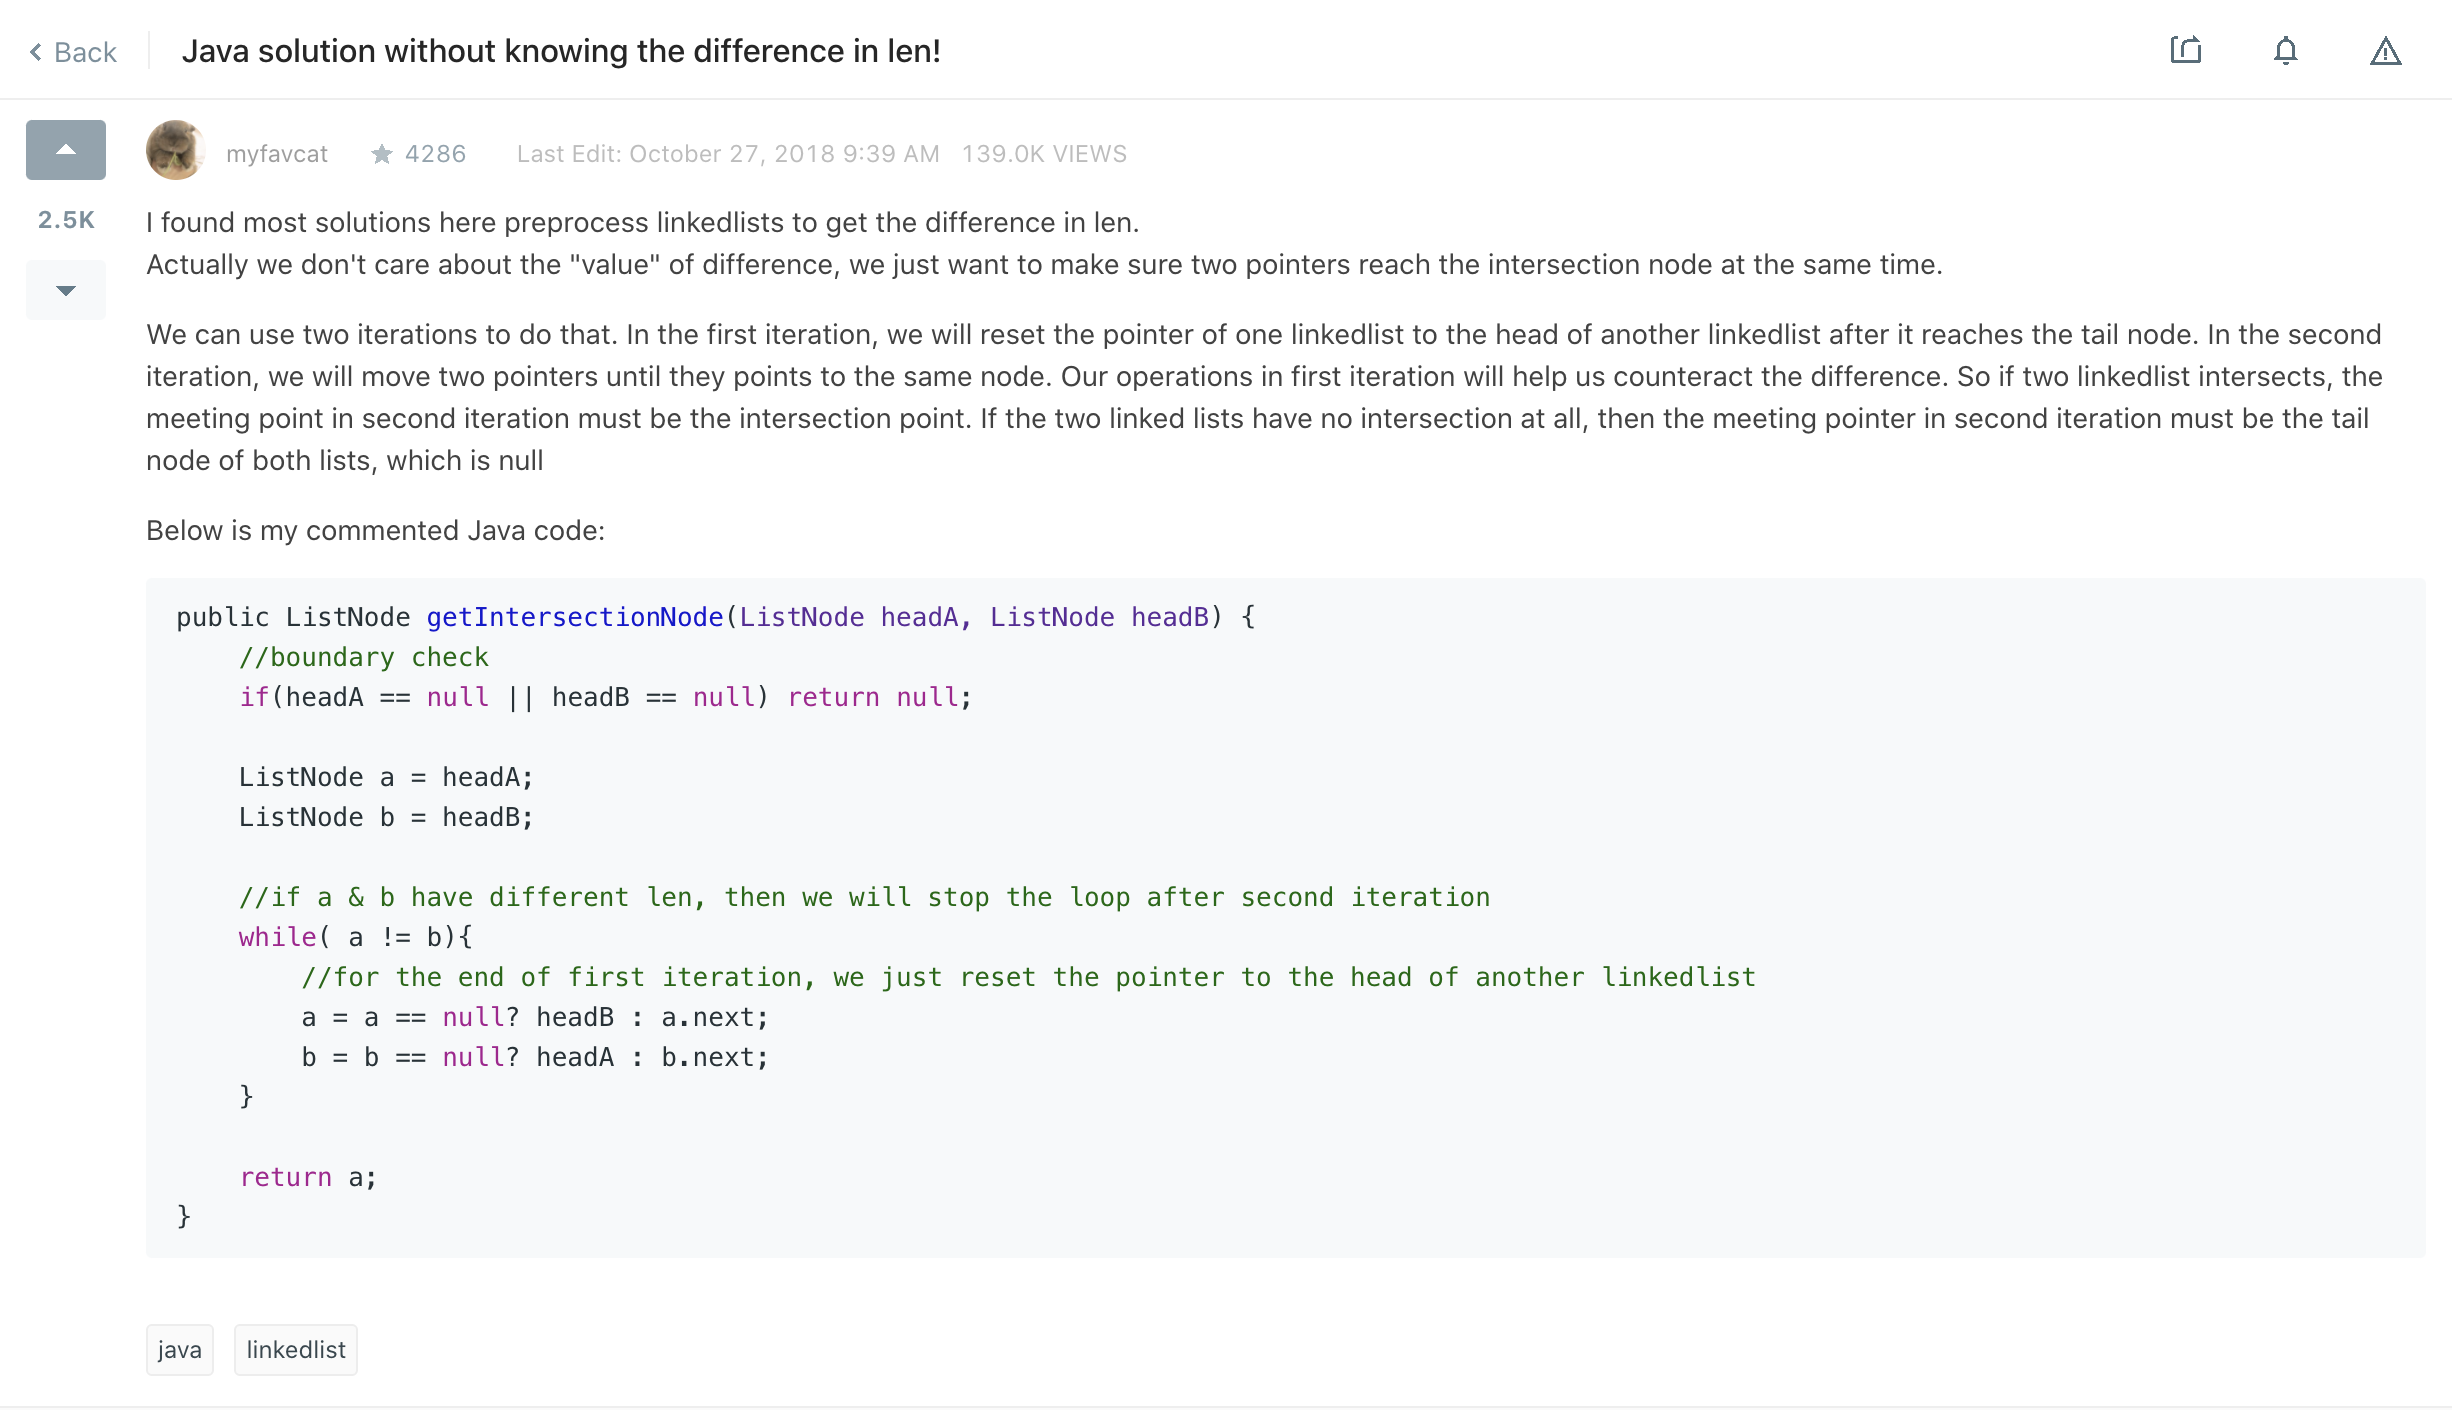 Back
Java solution without knowing the difference in len!
myfavcat 4286 Last Edit: October 27, 2018 9:39 AM 139.0K VIEWS
2.5K
I found most solutions here preprocess linkedlists to get the difference in len.
Actually we don't care about the "value" of difference, we just want to make sure two pointers reach the intersection node at the same time.
We can use two iterations to do that. In the first iteration, we will reset the pointer of one linkedlist to the head of another linkedlist after it reaches the tail node. In the second
iteration, we will move two pointers until they points to the same node. Our operations in first iteration will help us counteract the difference. So if two linkedlist intersects, the
meeting point in second iteration must be the intersection point. If the two linked lists have no intersection at all, then the meeting pointer in second iteration must be the tail
node of both lists, which is null
Below is my commented Java code:
public ListNode getIntersectionNode(ListNode headA, ListNode headB) {
    //boundary check
    if(headA == null || headB == null) return null;
    ListNode a = headA;
    ListNode b = headB;
    //if a & b have different len, then we will stop the loop after second iteration
    while( a != b){
        //for the end of first iteration, we just reset the pointer to the head of another linkedlist
        a = a == null? headB : a.next;
        b = b == null? headA : b.next;
    }
    return a;
}
java linkedlist